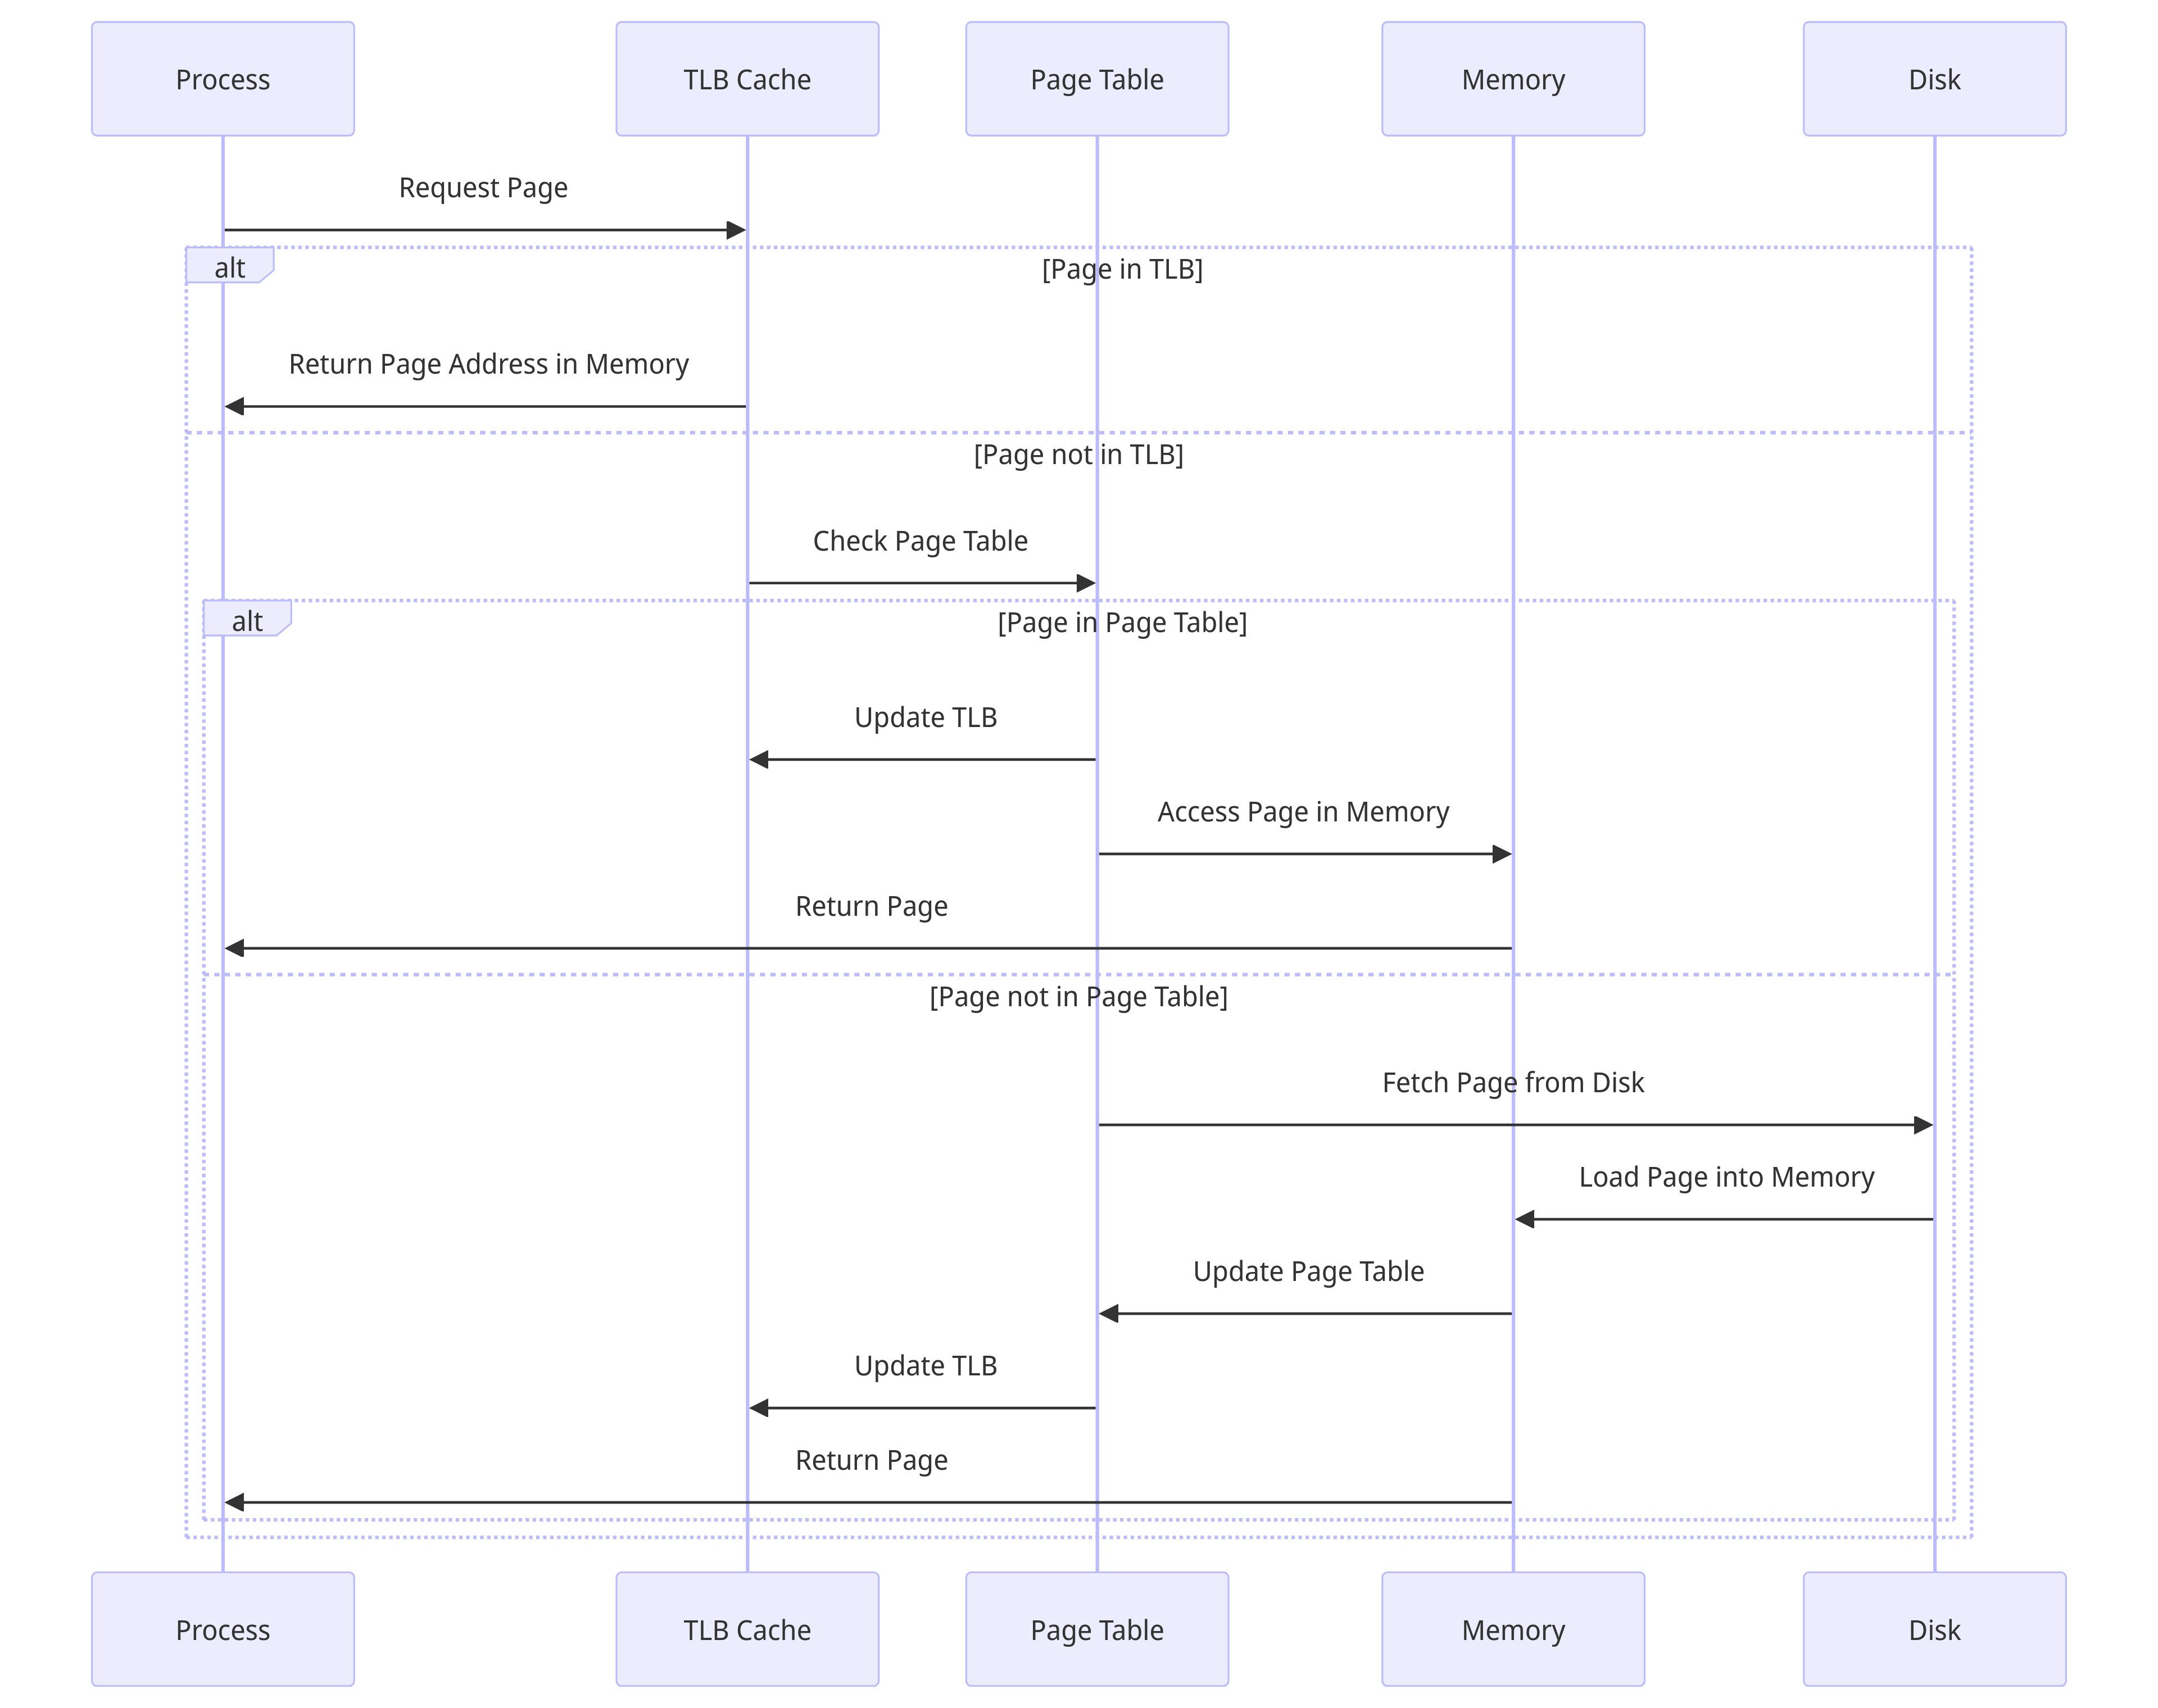 Process
TLB Cache
Page Table
Memory
Disk
Request Page
alt
[Page in TLB]
Return Page Address in Memory
[Page not in TLB]
Check Page Table
alt
[Page in Page Table]
Update TLB
Access Page in Memory
Return Page
[Page not in Page Table]
Fetch Page from Disk
Load Page into Memory
Update Page Table
Update TLB
Return Page
Process
TLB Cache
Page Table
Memory
Disk